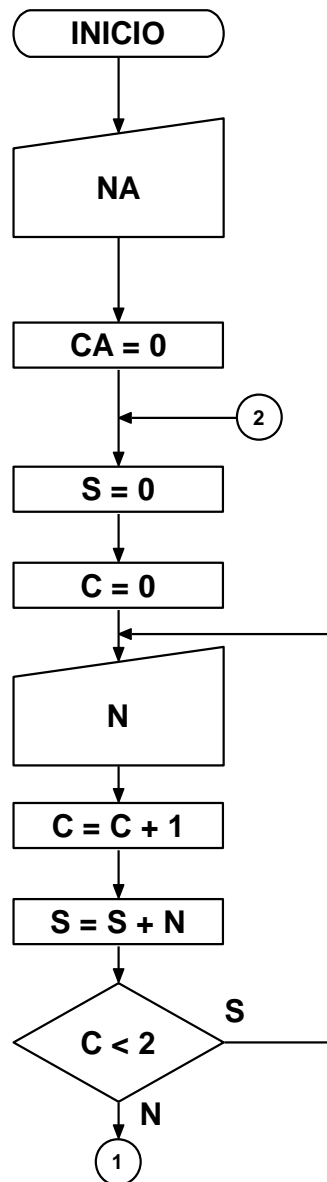 INICIO
NA
CA = 0
2
S = 0
C = 0
N
C = C + 1
S = S + N
C < 2
S
N
1